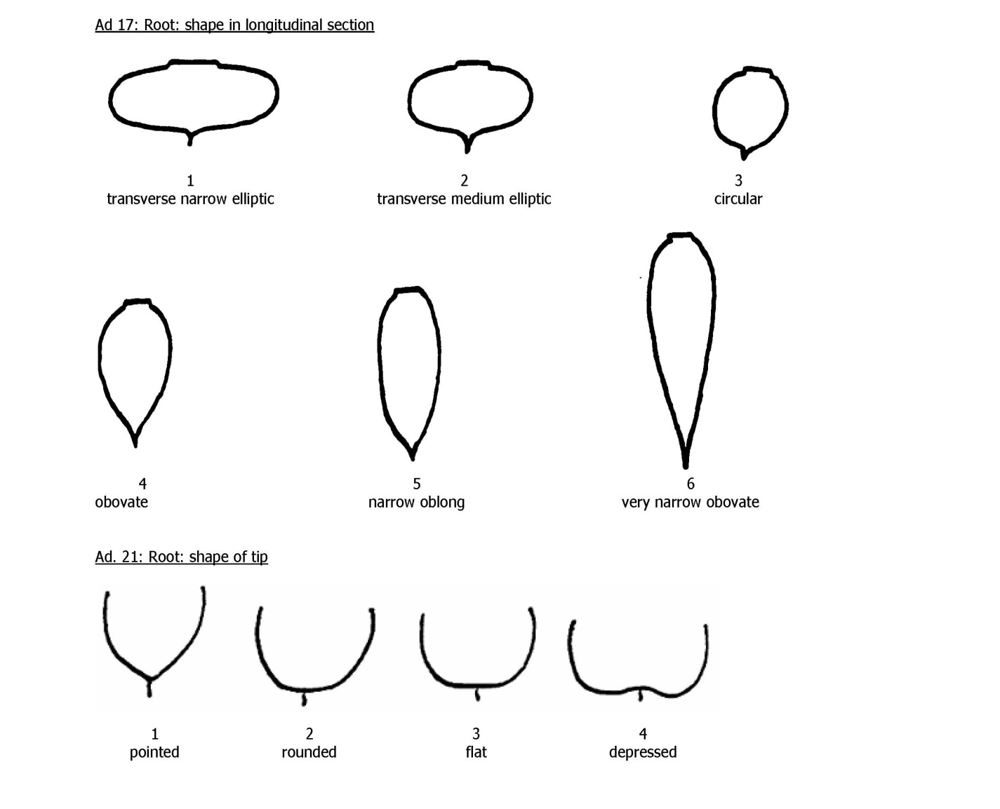 Ad 17: Root: shape in longitudinal section
1 2 3
transverse narrow elliptic transverse medium elliptic circular
4 5 6
obovate narrow oblong very narrow obovate
Ad. 21: Root: shape of tip
1 2 3 4
pointed rounded flat depressed